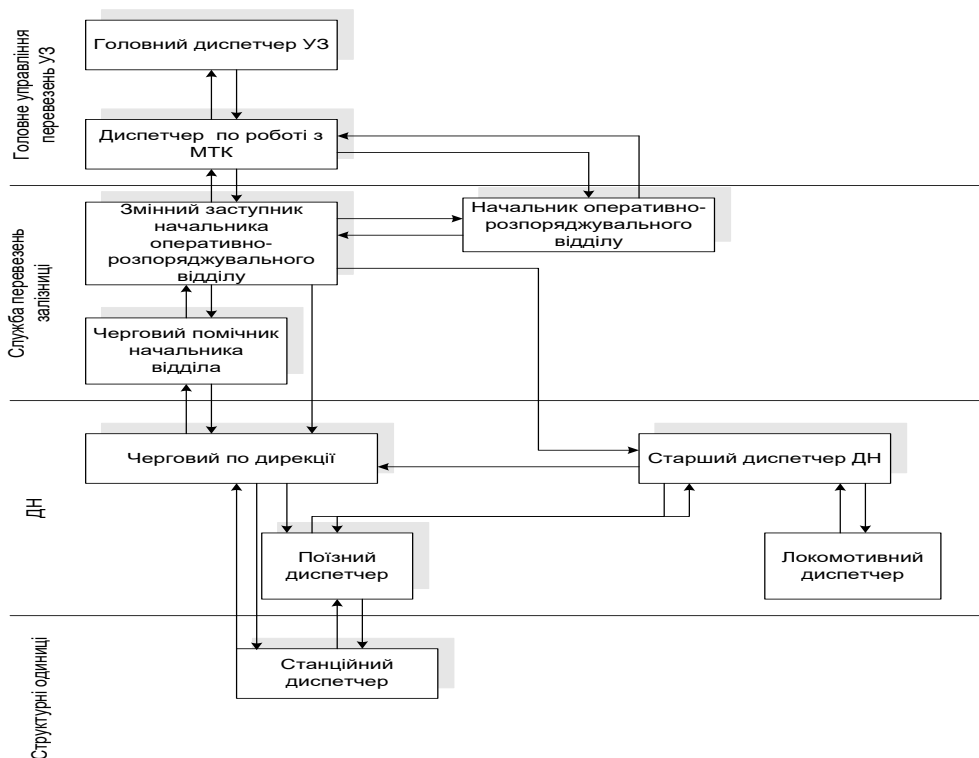 Головне управління
перевезень УЗ
Головний диспетчер УЗ
Диспетчер по роботі з
МТК
Служба перевезень
залізниці
Змінний заступник
начальника
оперативно-
розпоряджувального
відділу
Начальник оперативно-
розпоряджувального
відділу
Черговий помічник
начальника
відділа
ДН
Черговий по дирекції
Старший диспетчер ДН
Поїзний
диспетчер
Локомотивний
диспетчер
Структурні одиниці
Станційний
диспетчер